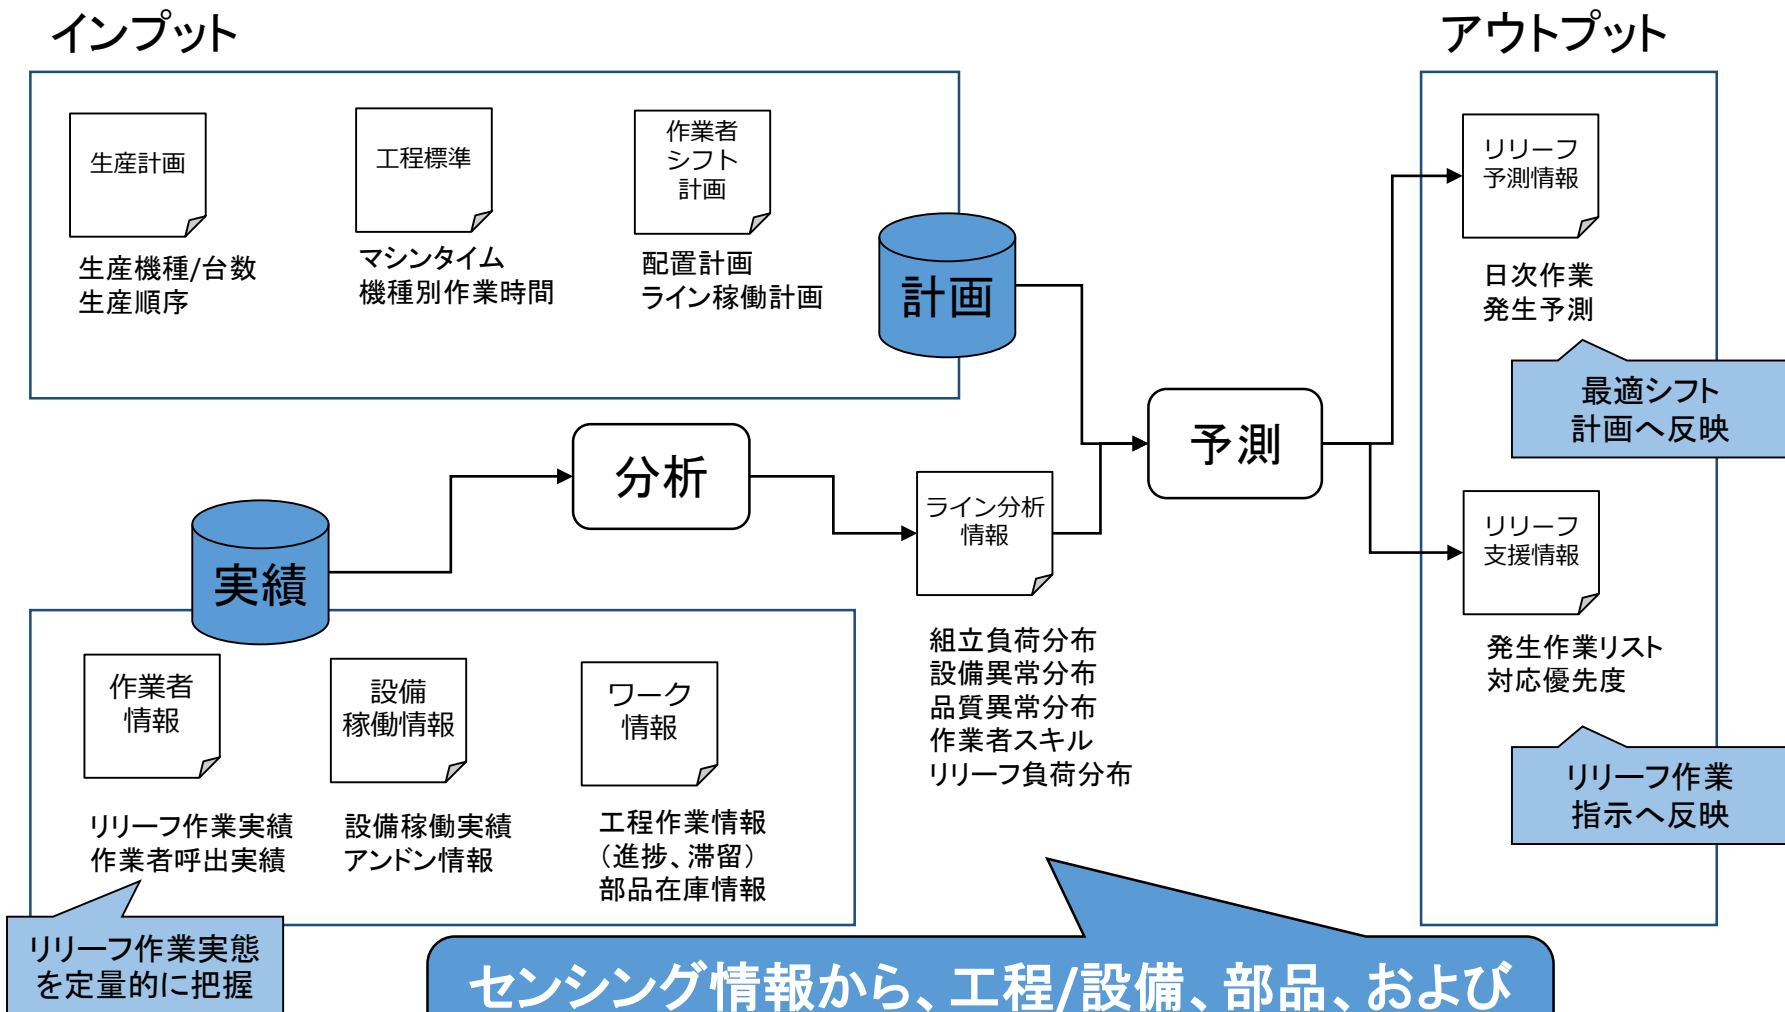 インプット
アウトプット
生産計画
工程標準
作業者
シフト
計画
生産機種/台数
生産順序
マシンタイム
機種別作業時間
配置計画
ライン稼働計画
計画
リリーフ
予測情報
日次作業
発生予測
最適シフト
計画へ反映
分析
予測
実績
ライン分析
情報
組立負荷分布
設備異常分布
品質異常分布
作業者スキル
リリーフ負荷分布
リリーフ
支援情報
発生作業リスト
対応優先度
リリーフ作業
指示へ反映
作業者
情報
設備
稼働情報
ワーク
情報
リリーフ作業実績
作業者呼出実績
設備稼働実績
アンドン情報
工程作業情報
（進捗、滞留）
部品在庫情報
リリーフ作業実態
を定量的に把握
センシング情報から、工程/設備、部品、および